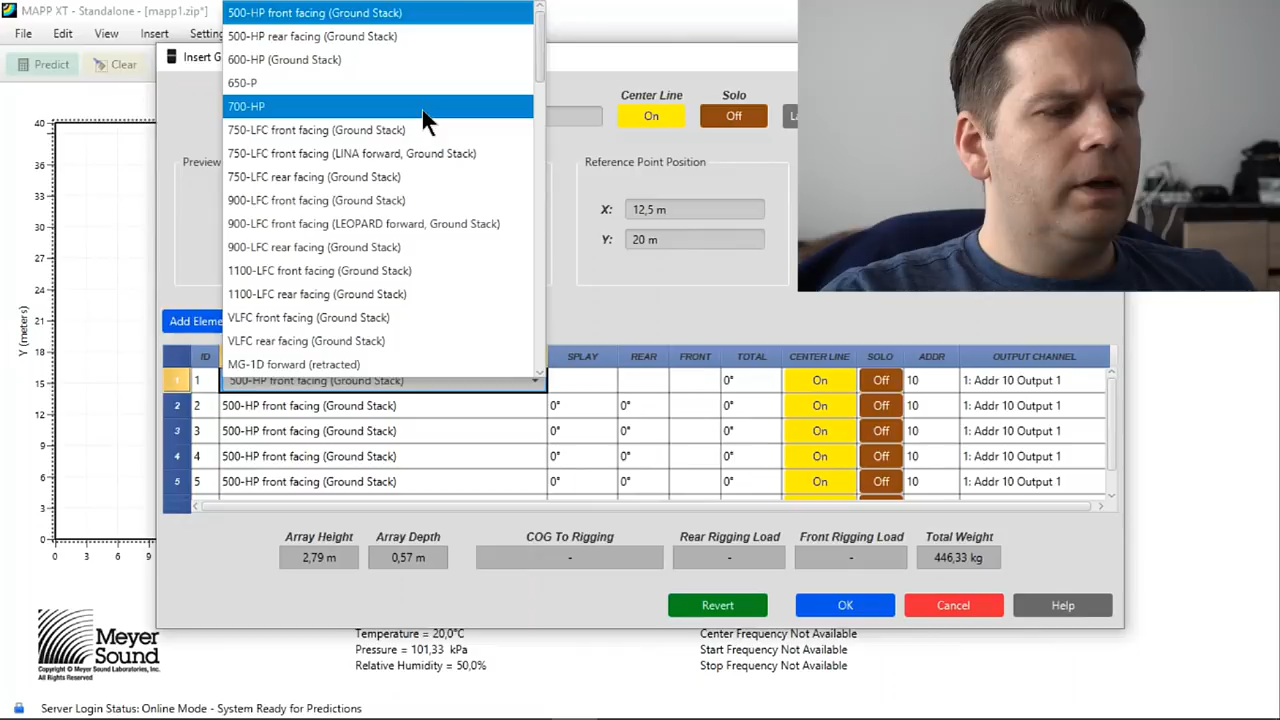 MAPP XT - Standalone - [mapp1.zip*]
File Edit View Insert
Predict Clear
Insert G
500-HP front facing (Ground Stack)
500-HP rear facing (Ground Stack)
600-HP (Ground Stack)
650-P
700-HP
750-LFC front facing (Ground Stack)
750-LFC front facing (LINA forward, Ground Stack)
750-LFC rear facing (Ground Stack)
900-LFC front facing (Ground Stack)
900-LFC front facing (LEOPARD forward, Ground Stack)
900-LFC rear facing (Ground Stack)
1100-LFC front facing (Ground Stack)
1100-LFC rear facing (Ground Stack)
VLFC front facing (Ground Stack)
VLFC rear facing (Ground Stack)
MG-1D forward (retracted)
Center Line Solo
On Off
Preview
Reference Point Position
X: 12,5 m
Y: 20 m
Y (meters)
40
36
33
30
27
24
21
18
15
12
9
6
3
0
0 3 6 9
ID SPLAY REAR FRONT TOTAL CENTER LINE SOLO ADDR OUTPUT CHANNEL
1 1 500-HP front facing (Ground Stack) 0° On Off 10 1: Addr 10 Output 1
2 2 500-HP front facing (Ground Stack) 0° 0° 0° On Off 10 1: Addr 10 Output 1
3 3 500-HP front facing (Ground Stack) 0° 0° 0° On Off 10 1: Addr 10 Output 1
4 4 500-HP front facing (Ground Stack) 0° 0° 0° On Off 10 1: Addr 10 Output 1
5 5 500-HP front facing (Ground Stack) 0° 0° 0° On Off 10 1: Addr 10 Output 1
Array Height Array Depth COG To Rigging Rear Rigging Load Front Rigging Load Total Weight
2,79 m 0,57 m - - - 446,33 kg
Revert OK Cancel Help
Meyer Sound
Copyright © Meyer Sound Laboratories, Inc.
All Rights Reserved
Temperature = 20,0°C
Pressure = 101,33 kPa
Relative Humidity = 50,0%
Center Frequency Not Available
Start Frequency Not Available
Stop Frequency Not Available
Server Login Status: Online Mode - System Ready for Predictions